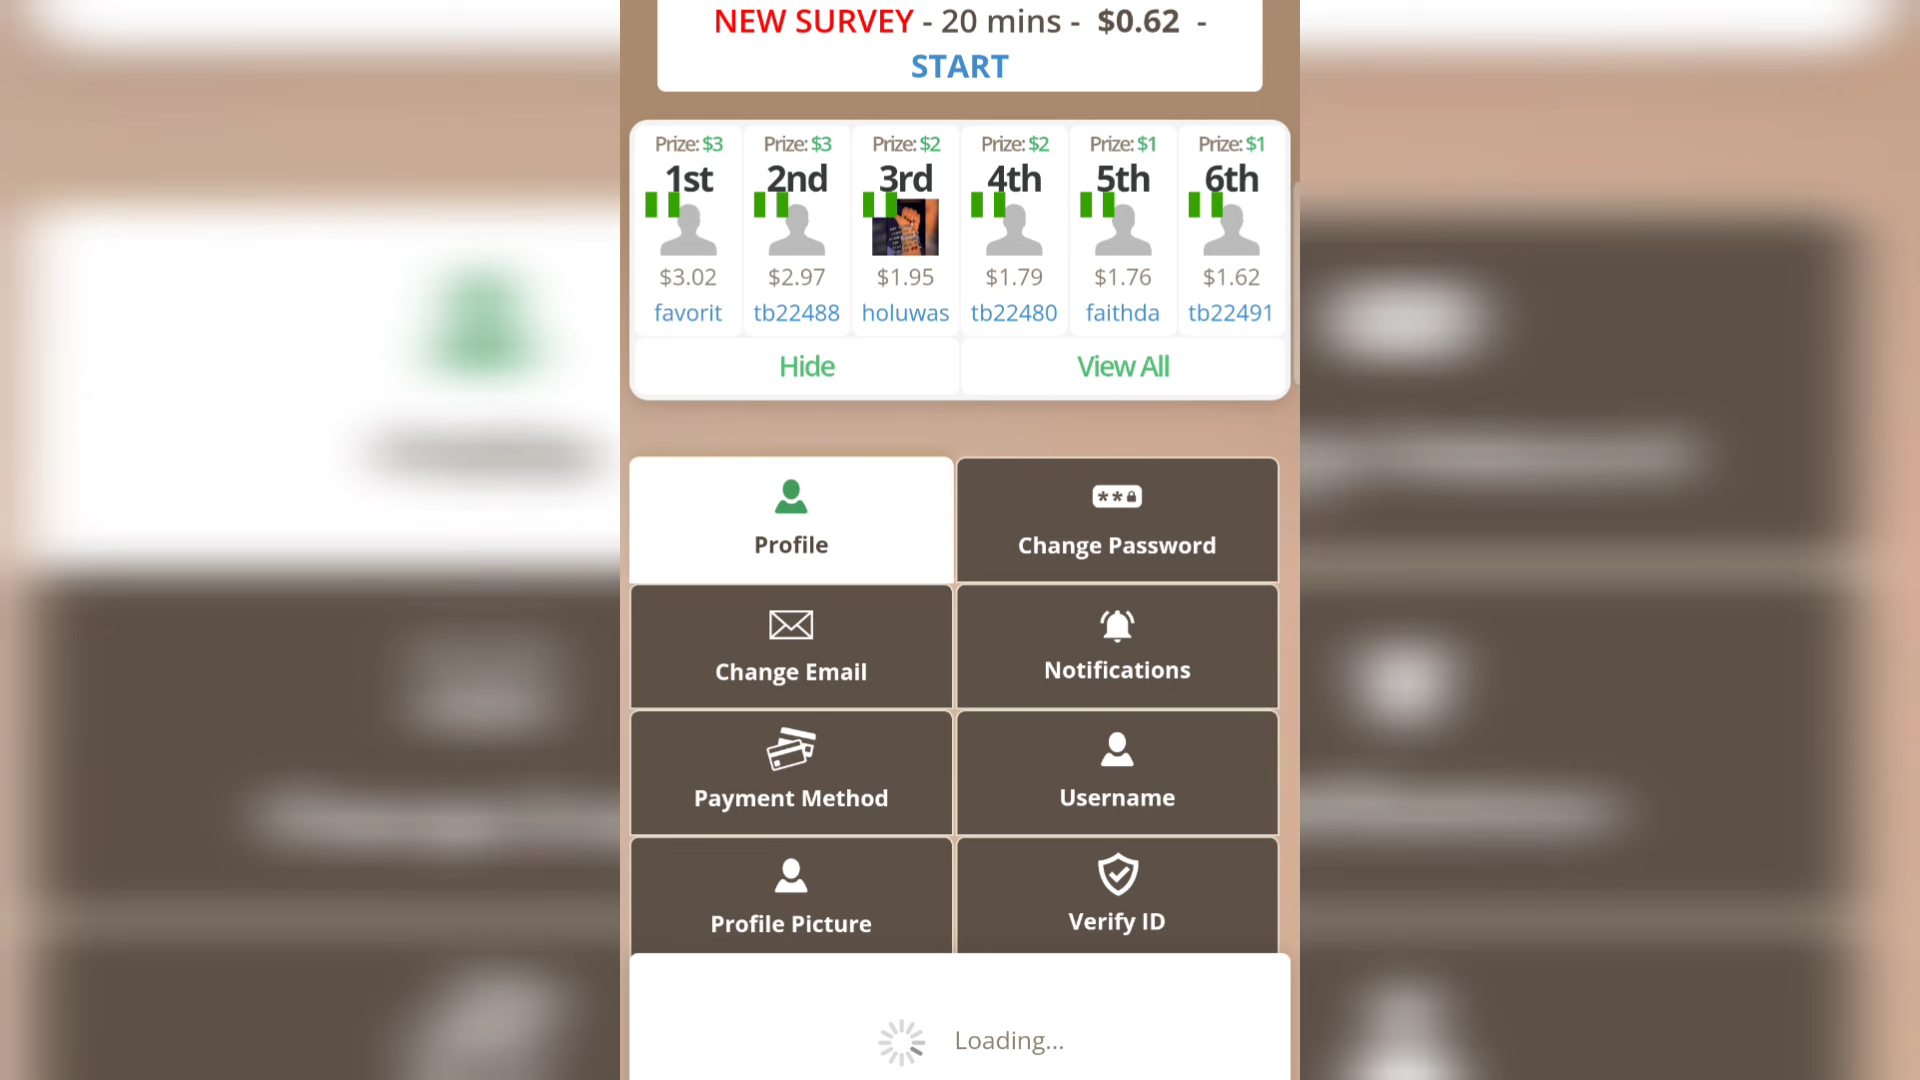 NEW SURVEY - 20 mins - $0.62 -
START
Prize: $3 Prize: $3 Prize: $2 Prize: $2 Prize: $1 Prize: $1
1st 2nd 3rd 4th 5th 6th
$3.02 $2.97 $1.95 $1.79 $1.76 $1.62
favorit tb22488 holuwas tb22480 faithda tb22491
Hide View All
Profile
**
Change Password
Change Email
Notifications
Payment Method
Username
Profile Picture
Verify ID
Loading...